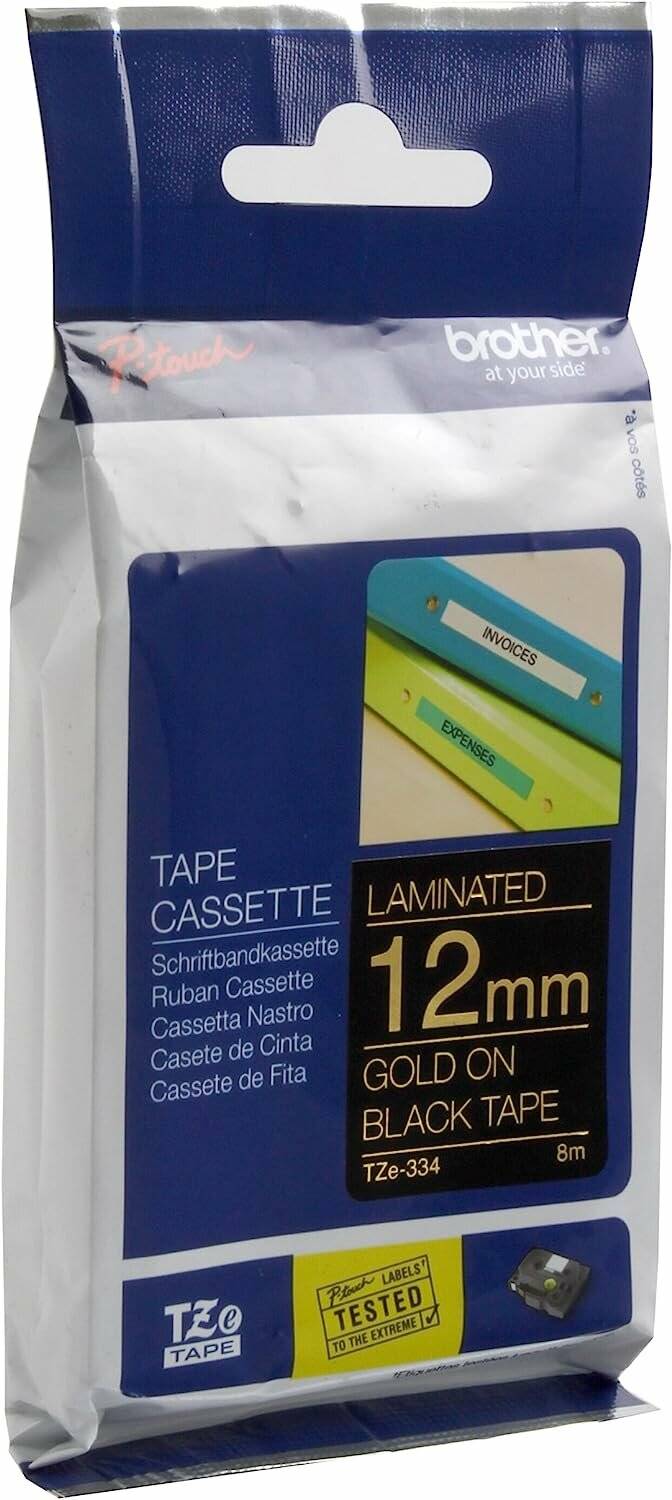 P-touch
brother®
at your side*
*à vos côtés
INVOICES
EXPENSES
TAPE
CASSETTE
Schriftbandkassette
Ruban Cassette
Cassetta Nastro
Casete de Cinta
Cassete de Fita
LAMINATED
12mm
GOLD ON
BLACK TAPE
TZe-334 8m
TZe
TAPE
P-touch LABELS†
TESTED
TO THE EXTREME